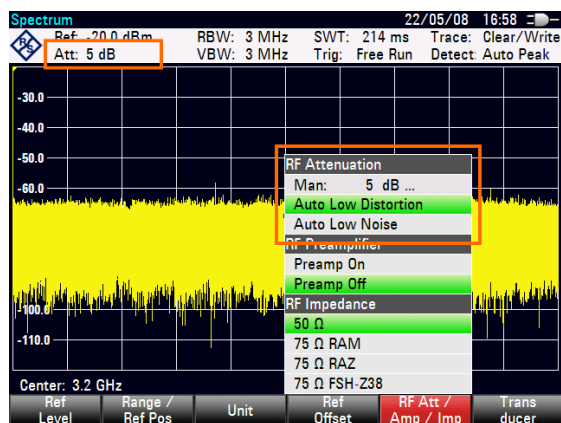 Spectrum 22/05/08 16:58
Ref: -20.0 dBm RBW: 3 MHz SWT: 214 ms Trace: Clear/Write
Att: 5 dB VBW: 3 MHz Trig: Free Run Detect: Auto Peak
-30.0
-40.0
-50.0
-60.0
-100.0
-110.0
RF Attenuation
Man: 5 dB ...
Auto Low Distortion
Auto Low Noise
RF Preamplifier
Preamp On
Preamp Off
RF Impedance
50 Ω
75 Ω RAM
75 Ω RAZ
75 Ω FSH-Z38
Center: 3.2 GHz
Ref Level
Range / Ref Pos
Unit
Ref Offset
RF Att / Amp / Imp
Trans ducer